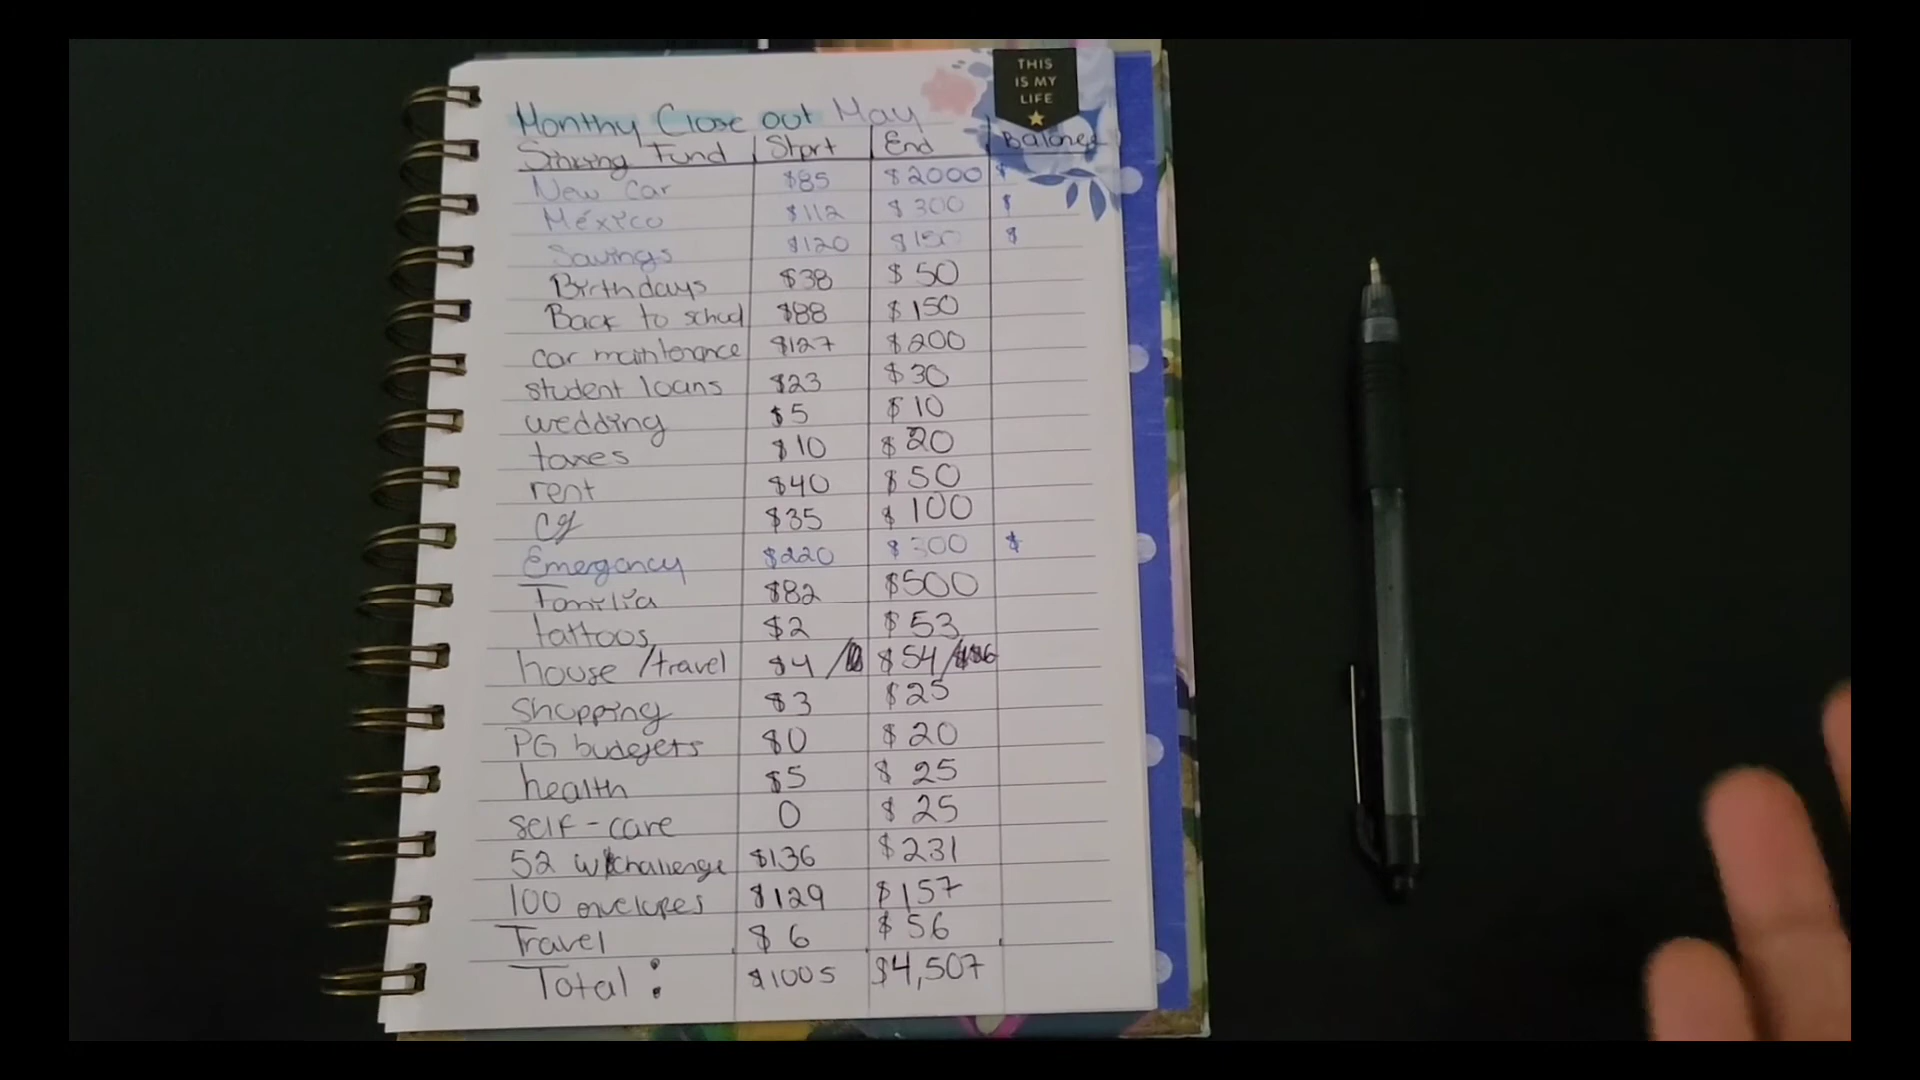 THIS
IS MY
LIFE
Monthy Close out May
Sinking Fund Start End Balance
New Car $85 $2000 $
México $112 $300 $
Savings $120 $150 $
Birthdays $38 $50
Back to school $88 $150
car maintenance $127 $200
student loans $23 $30
wedding $5 $10
taxes $10 $20
rent $40 $50
$35 $100
Emergancy $220 $300 $
Familia $82 $500
tattoos $2 $53
house/travel $4 / $54/
shopping $3 $25
PG budgets $0 $20
health $5 $25
self-care 0 $25
52 wk challenge $136 $231
100 envelopes $129 $157
Travel $6 $56
Total: $1005 $4,507